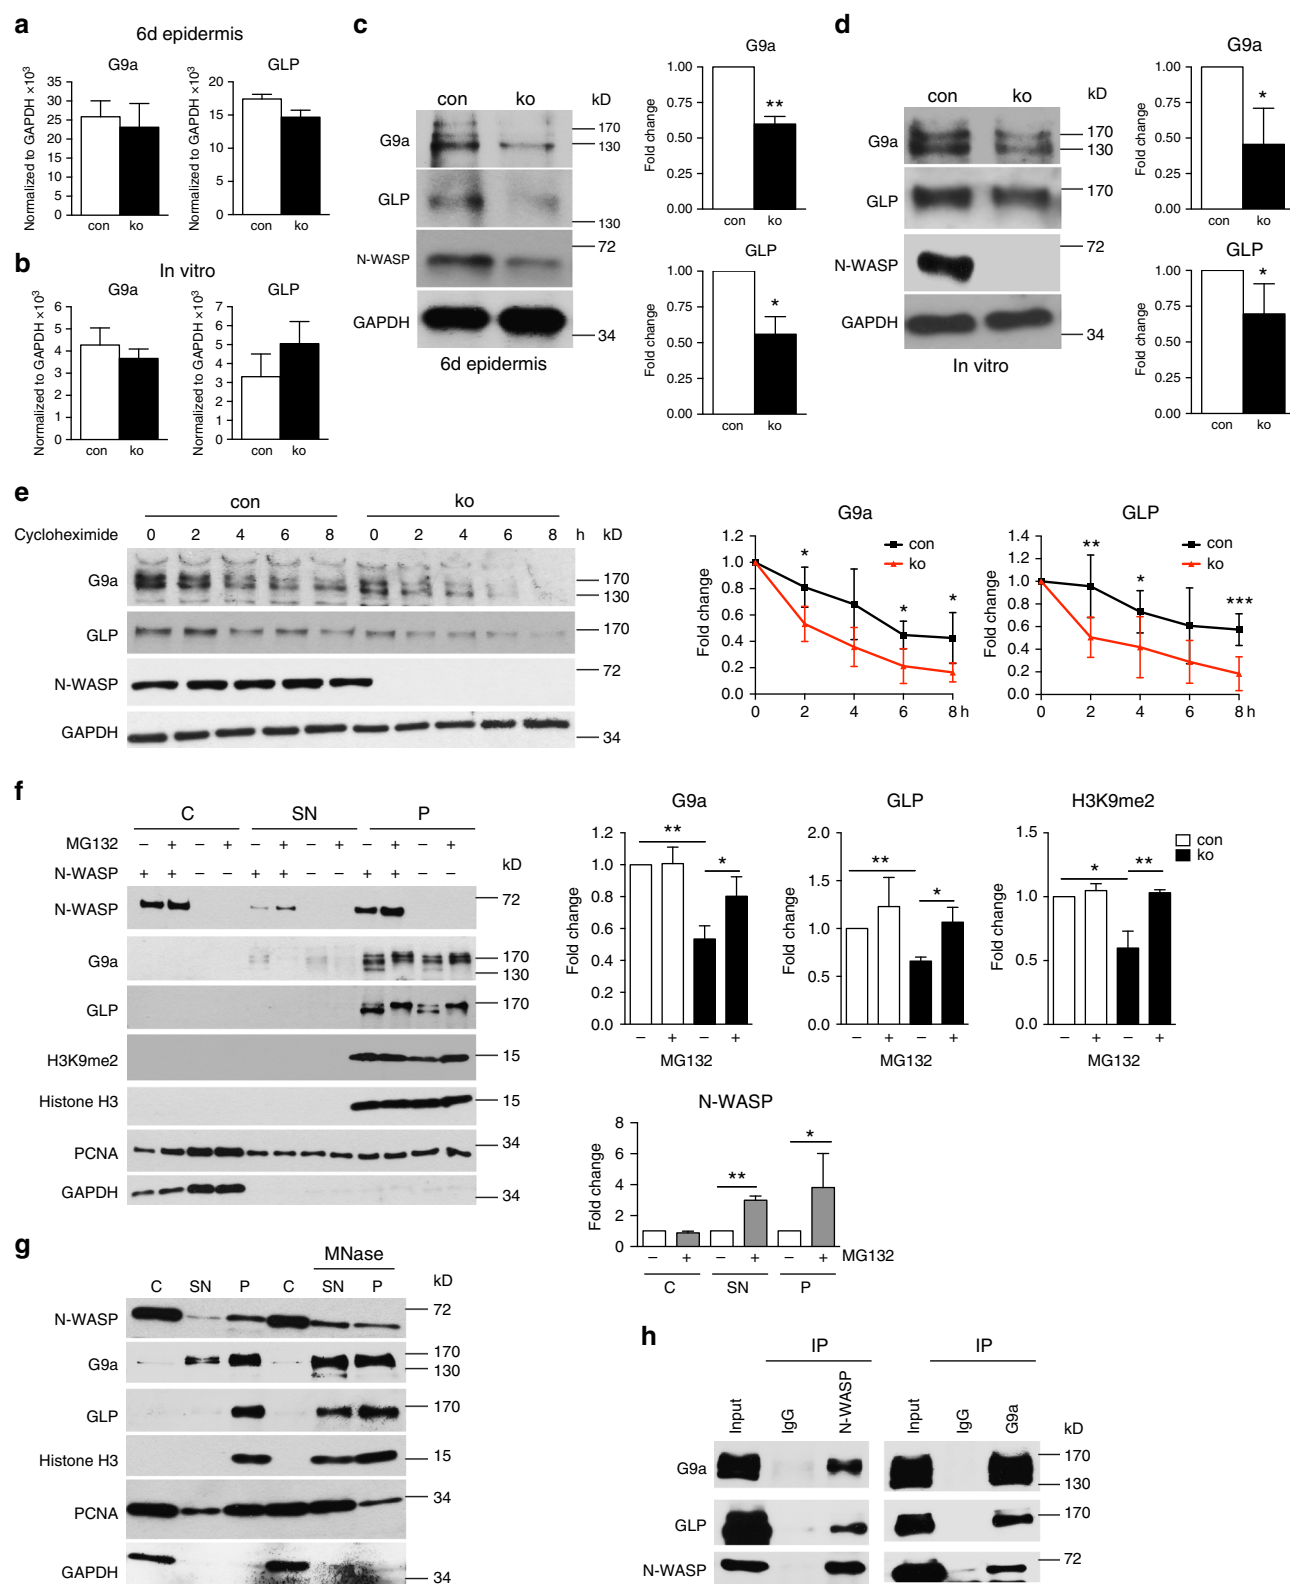 a
6d epidermis
G9a
GLP
Normalized to GAPDH ×10³
35
30
25
20
15
10
5
0
con ko
Normalized to GAPDH ×10³
20
15
10
5
0
con ko
b
In vitro
G9a
GLP
Normalized to GAPDH ×10³
6
5
4
3
2
1
0
con ko
Normalized to GAPDH ×10³
7
6
5
4
3
2
1
0
con ko
c
con ko kD
G9a 170
130
GLP
130
N-WASP 72
GAPDH
34
6d epidermis
G9a
Fold change
1.00
0.75
0.50
0.25
0.00
**
con ko
GLP
Fold change
1.00
0.75
0.50
0.25
0.00
*
con ko
d
con ko kD
G9a 170
130
GLP 170
N-WASP 72
GAPDH
34
In vitro
G9a
Fold change
1.00
0.75
0.50
0.25
0.00
*
con ko
GLP
Fold change
1.00
0.75
0.50
0.25
0.00
*
con ko
e
con ko
Cycloheximide 0 2 4 6 8 0 2 4 6 8 h kD
G9a 170
130
GLP 170
N-WASP 72
GAPDH 34
G9a
Fold change
1.2
1.0
0.8
0.6
0.4
0.2
0.0
con
ko
* * *
0 2 4 6 8 h
GLP
Fold change
1.4
1.2
1.0
0.8
0.6
0.4
0.2
0.0
con
ko
** * ***
0 2 4 6 8 h
f
C SN P
MG132 – + – + – + – + – + – +
N-WASP + + – – + + – – + + – –
kD
N-WASP 72
G9a 170
130
GLP 170
H3K9me2 15
Histone H3 15
PCNA 34
GAPDH 34
G9a
Fold change
1.2
1.0
0.8
0.6
0.4
0.2
0.0
** *
– + – +
MG132
GLP
Fold change
2.0
1.5
1.0
0.5
0.0
** *
– + – +
MG132
H3K9me2
Fold change
1.5
1.0
0.5
0.0
* **
– + – +
MG132
con
ko
N-WASP
Fold change
8
6
4
2
0
** *
– + – + – + MG132
C SN P
g
MNase
C SN P C SN P kD
N-WASP 72
G9a 170
130
GLP 170
Histone H3 15
PCNA 34
GAPDH 34
h
IP IP
Input IgG N-WASP Input IgG G9a kD
G9a 170
130
GLP 170
N-WASP 72